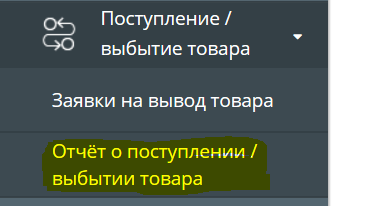 Поступление /
выбытие товара
Заявки на вывод товара
Отчёт о поступлении /
выбытии товара